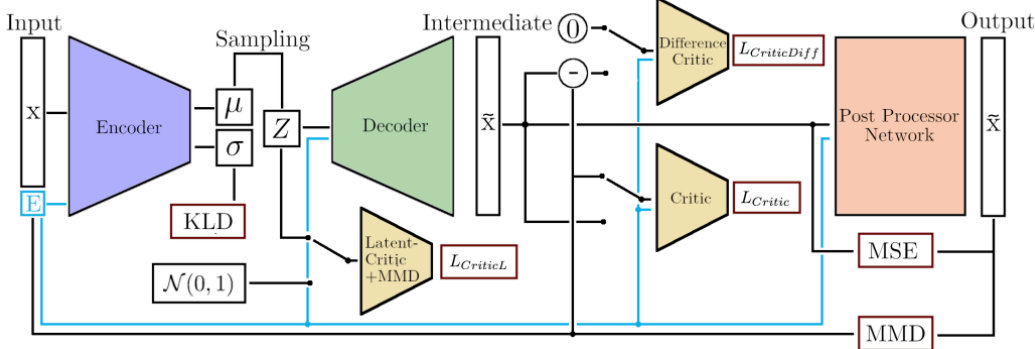 Input
Sampling
Intermediate
Output
x
E
Encoder
μ
σ
KLD
Z
N(0,1)
Decoder
Latent-
Critic
+MMD
L_CriticL
x̃
0
-
Difference
Critic
L_CriticDiff
Critic
L_Critic
Post Processor
Network
x̃
MSE
MMD